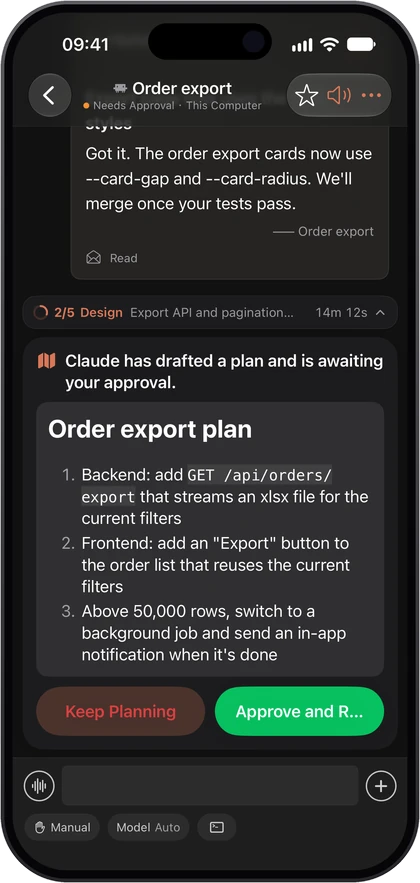 09:41
Order export
Needs Approval · This Computer
styles
Got it. The order export cards now use
--card-gap and --card-radius. We'll
merge once your tests pass.
— Order export
Read
2/5 Design Export API and pagination... 14m 12s
Claude has drafted a plan and is awaiting
your approval.
Order export plan
1. Backend: add GET /api/orders/
export that streams an xlsx file for the
current filters
2. Frontend: add an "Export" button to
the order list that reuses the current
filters
3. Above 50,000 rows, switch to a
background job and send an in-app
notification when it's done
Keep Planning
Approve and R...
Manual
Model Auto